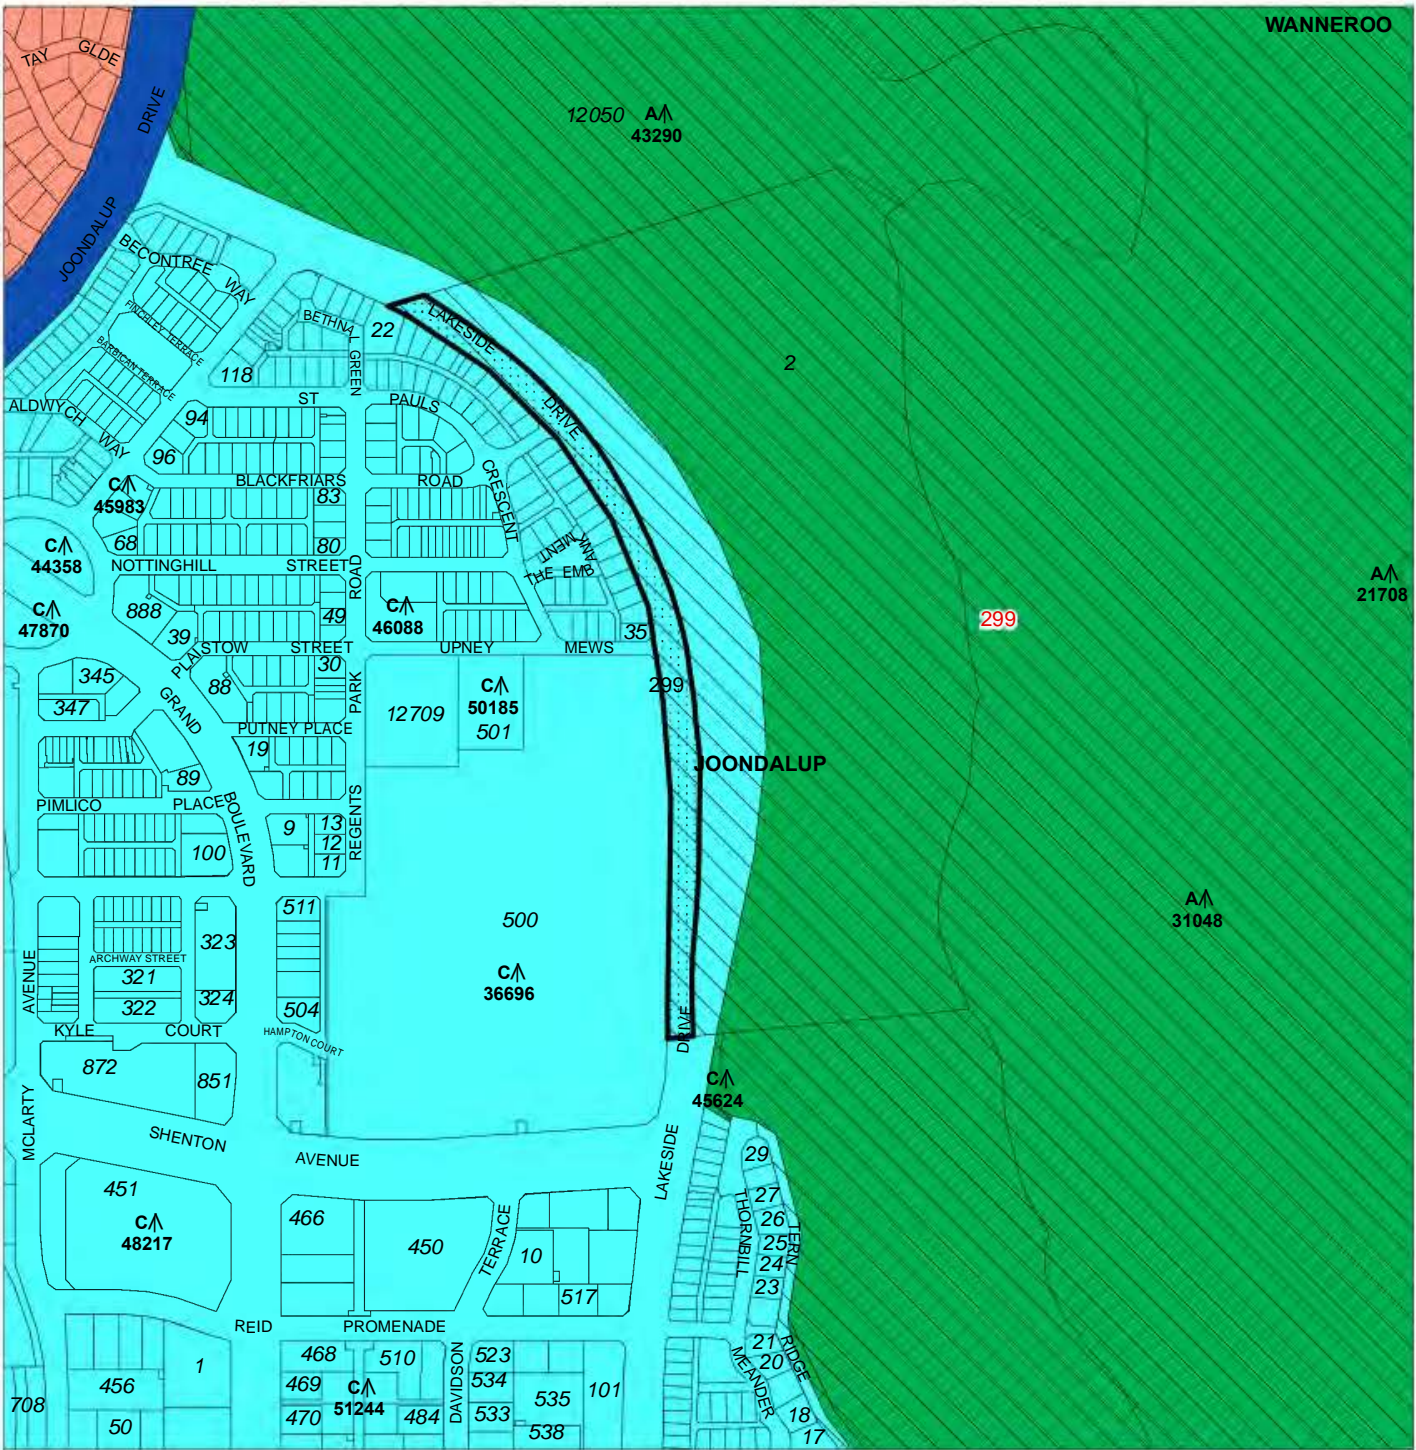 WANNEROO
TAY
GLDE
DRIVE
JOONDALUP
12050
A
43290
BECONTREE
WAY
FINCHLEY TERRACE
BARBICAN TERRACE
BETHNAL GREEN
22
LAKESIDE
DRIVE
118
2
ALDWYCH WAY
94
96
ST
PAULS
CRESCENT
C
45983
BLACKFRIARS
ROAD
83
68
80
C
44358
NOTTINGHILL
STREET
THE EMBANKMENT
A
21708
C
47870
888
39
49
ROAD
C
46088
35
299
PLAISTOW
STREET
UPNEY
MEWS
345
347
88
30
PARK
299
12709
C
50185
501
GRAND
PUTNEY PLACE
19
JOONDALUP
89
PIMLICO
PLACE
BOULEVARD
100
9
13
12
11
REGENTS
AVENUE
511
323
500
A
31048
ARCHWAY STREET
321
322
324
504
C
36696
KYLE
COURT
HAMPTON COURT
DRIVE
872
851
C
45624
MCLARTY
SHENTON
AVENUE
LAKESIDE
29
451
C
48217
466
450
TERRACE
10
517
THORNBILL
27
26
25
24
23
TERN
RIDGE
REID
PROMENADE
21
20
MEANDER
18
17
1
468
510
DAVIDSON
523
534
535
101
456
469
C
51244
708
50
470
484
533
538